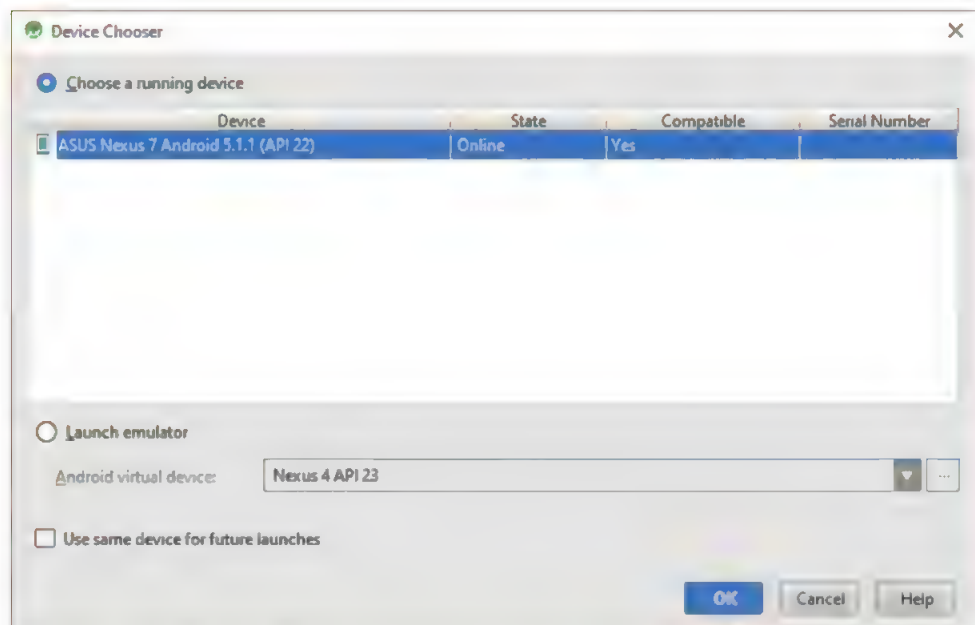 Device Chooser
Choose a running device
Device State Compatible Serial Number
ASUS Nexus 7 Android 5.1.1 (API 22) Online Yes
Launch emulator
Android virtual device: Nexus 4 API 23 ...
Use same device for future launches
OK Cancel Help